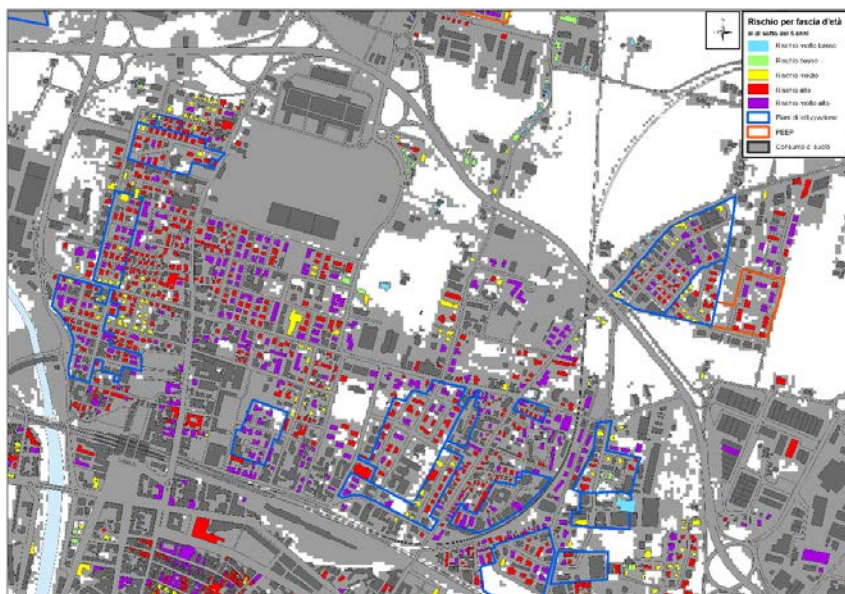 Rischio per fascia d'età
al di sotto dei 5 anni
Rischio molto basso
Rischio basso
Rischio medio
Rischio alto
Rischio molto alto
Piani di lottizzazione
PEEP
Consumo di suolo